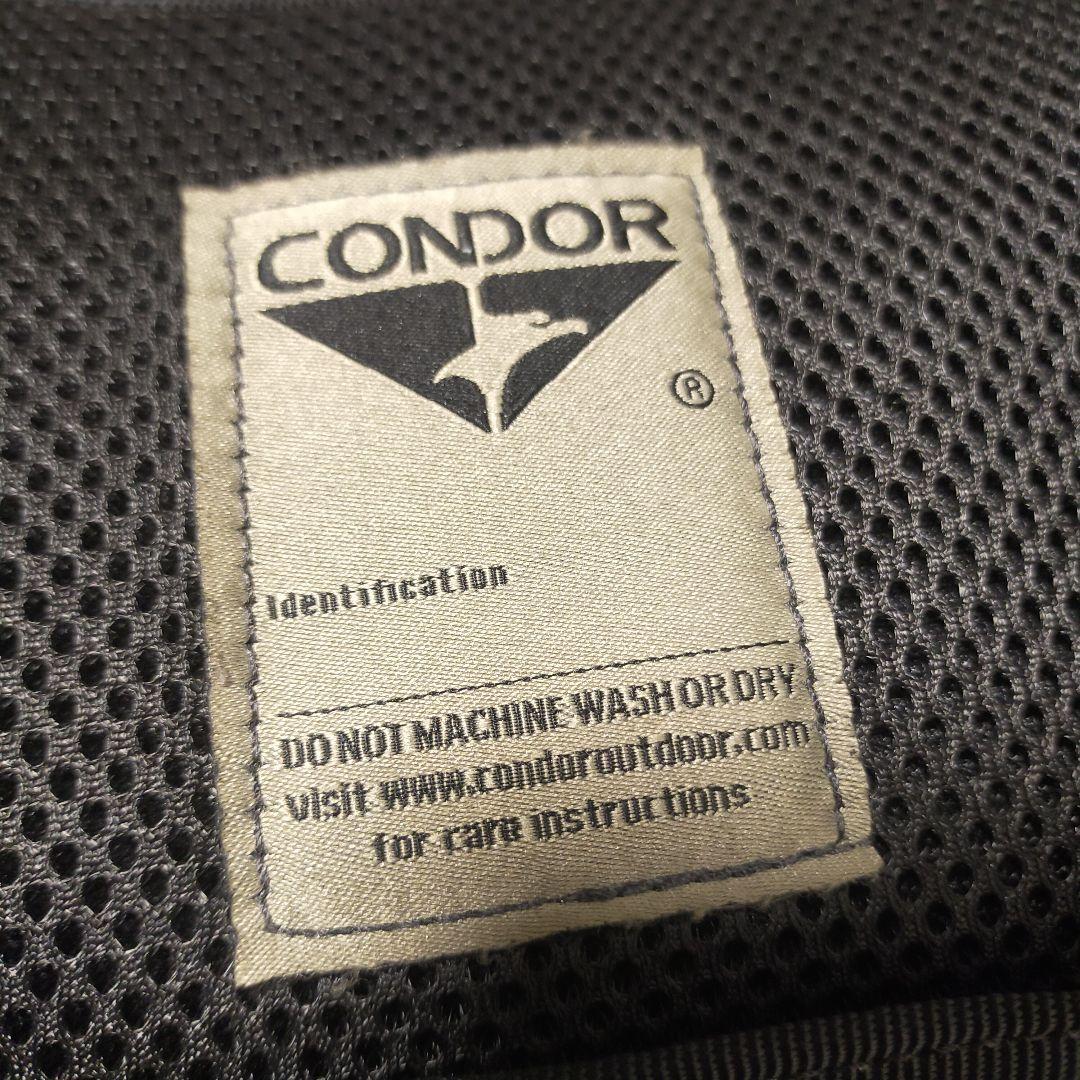 CONDOR
®
Identification
DO NOT MACHINE WASH OR DRY
visit www.condoroutdoor.com
for care instructions